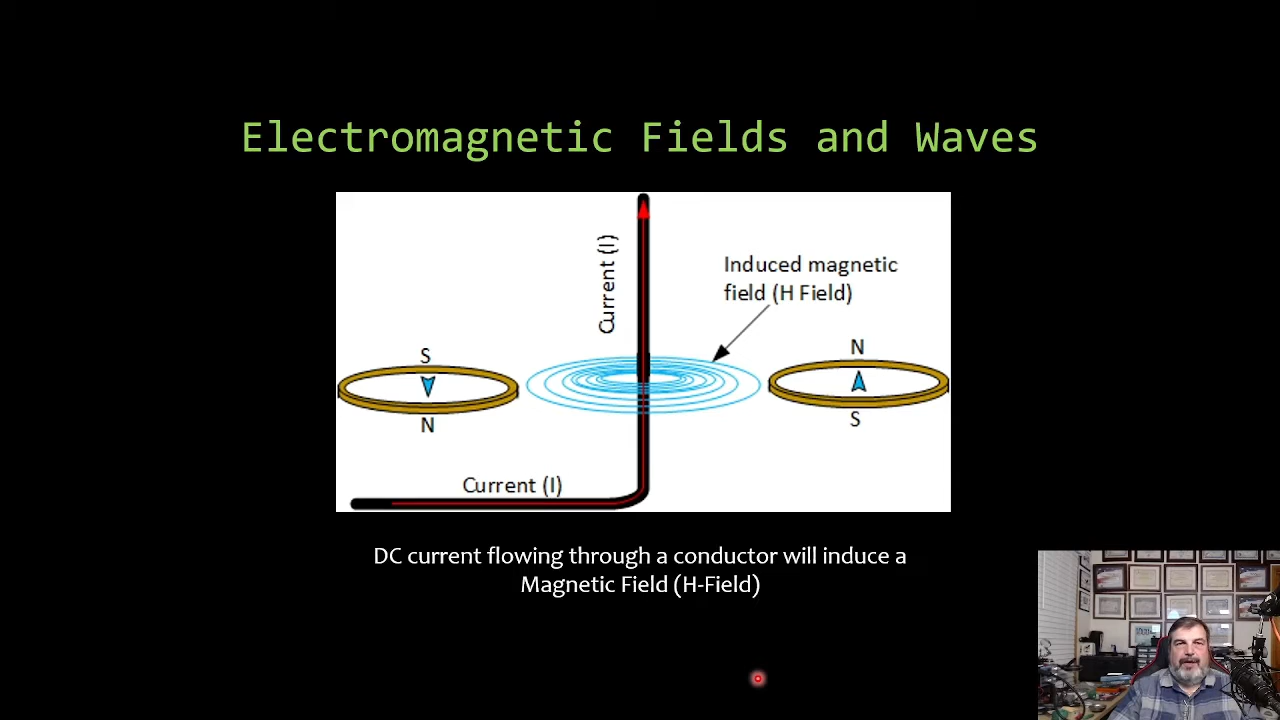 Electromagnetic Fields and Waves
Current (I)
Induced magnetic
field (H Field)
S
N
N
S
Current (I)
DC current flowing through a conductor will induce a
Magnetic Field (H-Field)